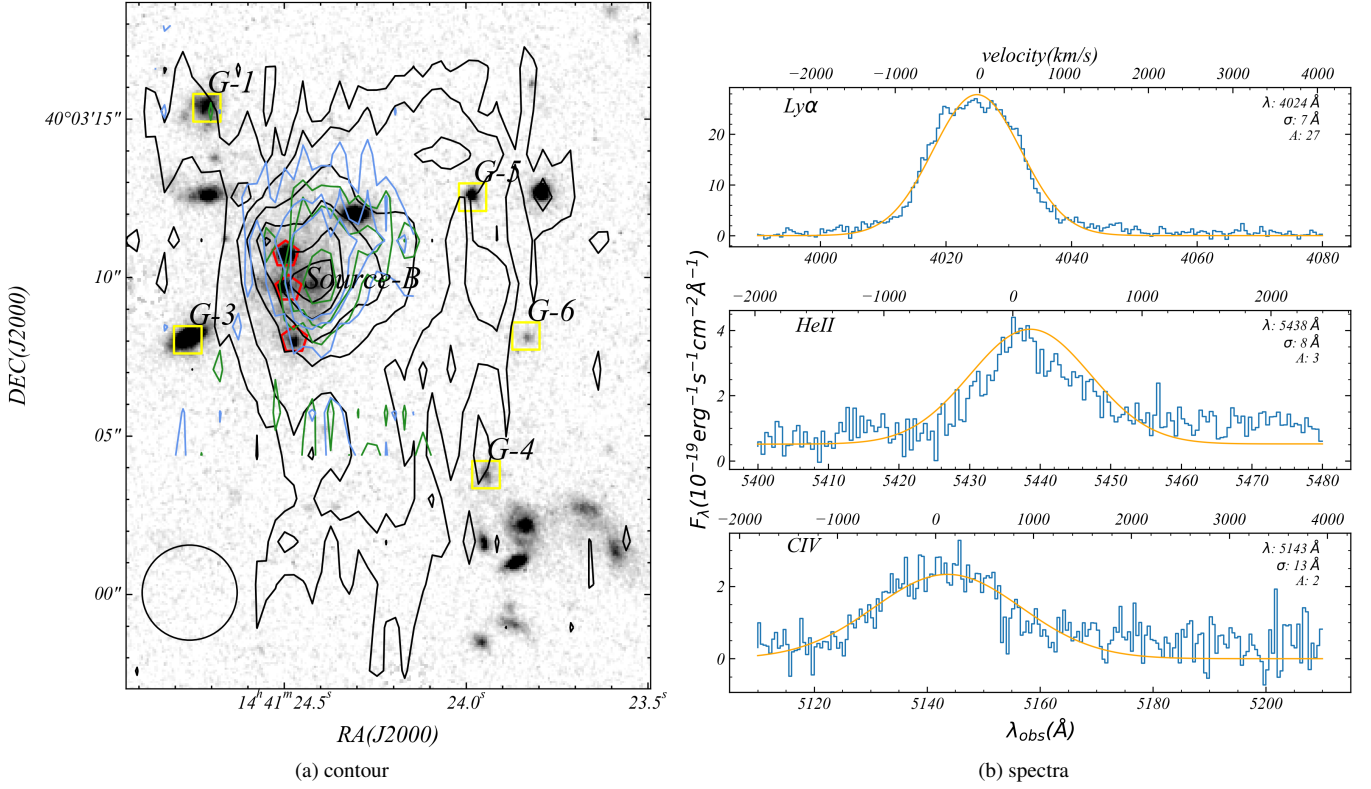 G-1
G-5
Source-B
G-3
G-6
G-4
40°03′15″
10″
05″
00″
DEC(J2000)
14ʰ41ᵐ24.5ˢ
24.0ˢ
23.5ˢ
RA(J2000)
(a) contour
velocity(km/s)
−2000 −1000 0 1000 2000 3000 4000
Lyα
λ: 4024 Å
σ: 7 Å
A: 27
20
10
0
4000 4020 4040 4060 4080
−2000 −1000 0 1000 2000
HeII
λ: 5438 Å
σ: 8 Å
A: 3
4
2
0
5400 5410 5420 5430 5440 5450 5460 5470 5480
−2000 −1000 0 1000 2000 3000 4000
CIV
λ: 5143 Å
σ: 13 Å
A: 2
2
0
5120 5140 5160 5180 5200
Fλ(10⁻¹⁹erg⁻¹s⁻¹cm⁻²Å⁻¹)
λobs(Å)
(b) spectra